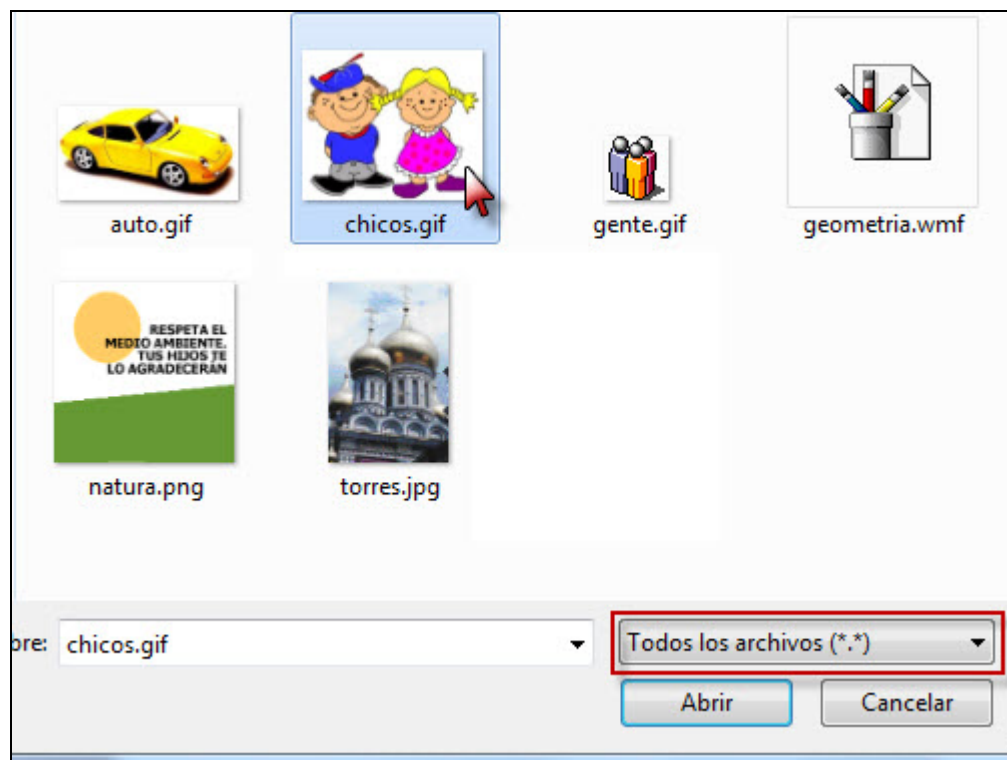 auto.gif
chicos.gif
gente.gif
geometria.wmf
RESPETA EL
MEDIO AMBIENTE.
TUS HIJOS TE
LO AGRADECERÁN
natura.png
torres.jpg
bre:
chicos.gif
Todos los archivos (*.*)
Abrir
Cancelar